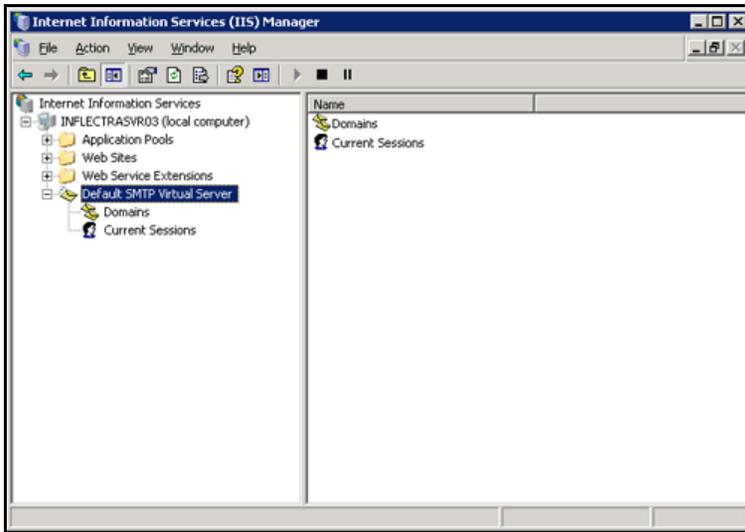 Internet Information Services (IIS) Manager
File Action View Window Help
Internet Information Services
INFLECTRASVR03 (local computer)
Application Pools
Web Sites
Web Service Extensions
Default SMTP Virtual Server
Domains
Current Sessions
Name
Domains
Current Sessions